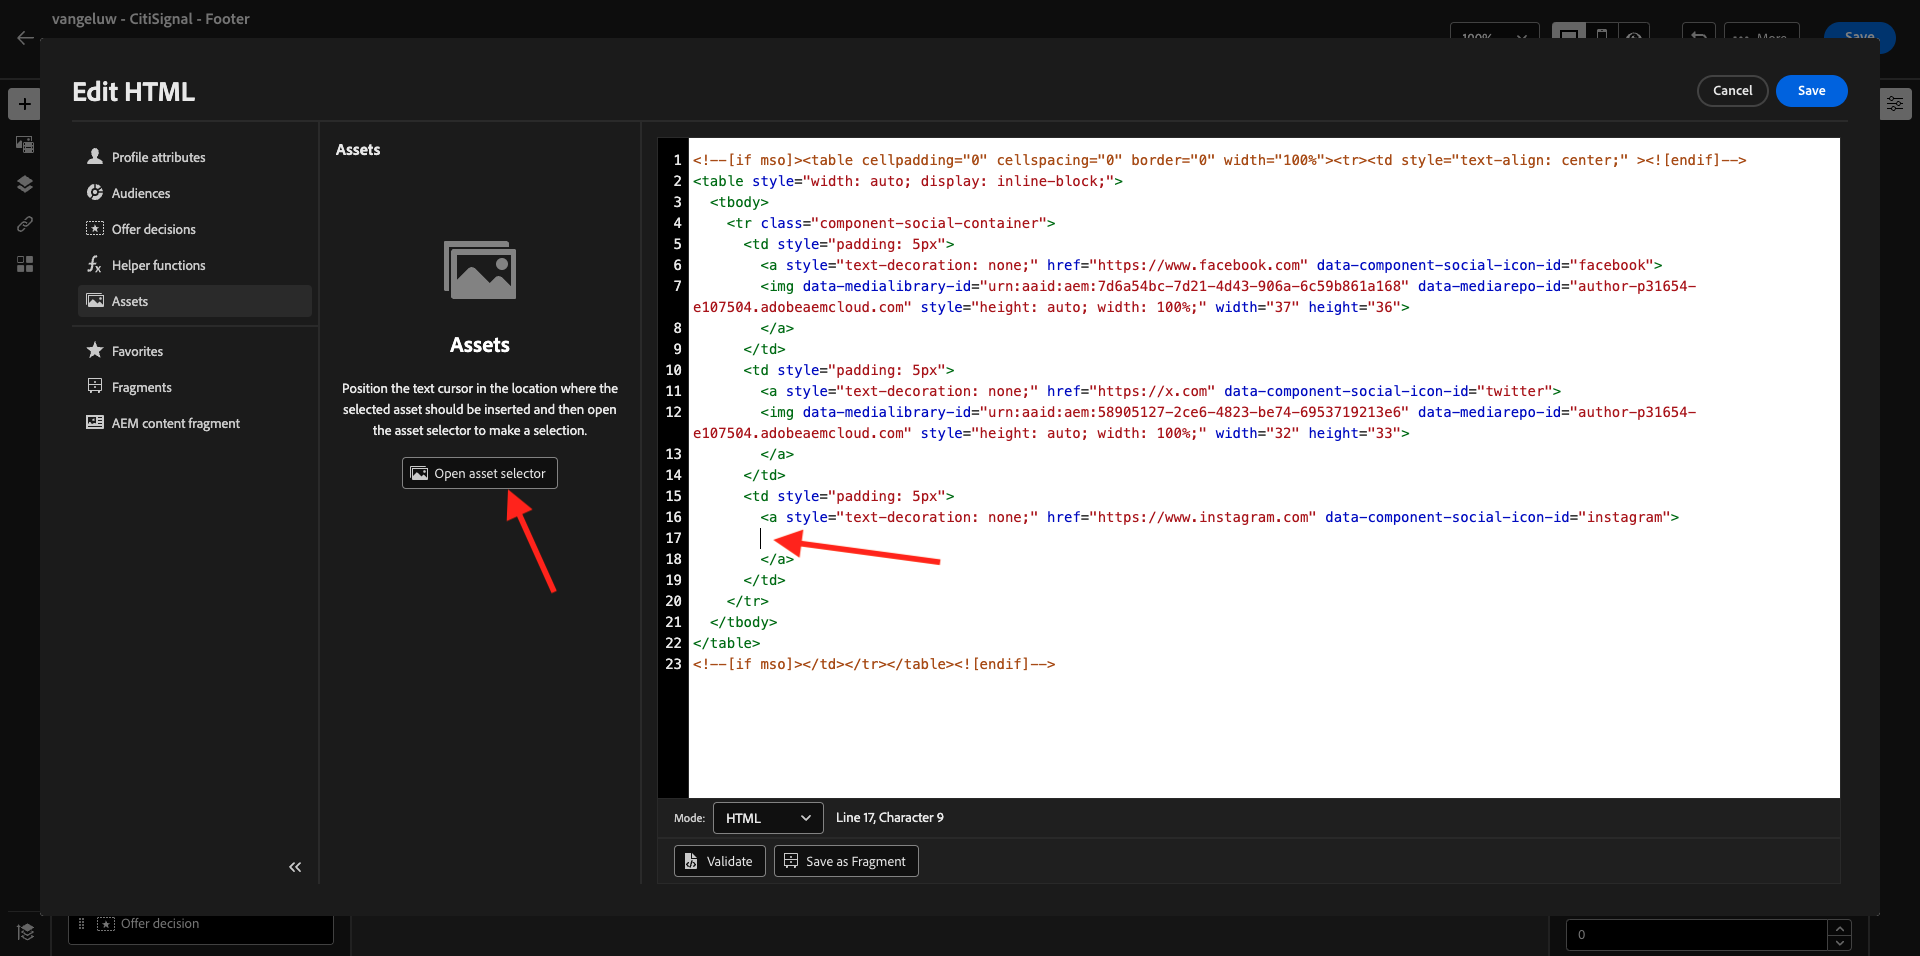 vangeluw - CitiSignal - Footer
100%
More
Save
Edit HTML
Cancel
Save
Profile attributes
Audiences
Offer decisions
Helper functions
Assets
Favorites
Fragments
AEM content fragment
Assets
Assets
Position the text cursor in the location where the
selected asset should be inserted and then open
the asset selector to make a selection.
Open asset selector
1 <!--[if mso]><table cellpadding="0" cellspacing="0" border="0" width="100%"><tr><td style="text-align: center;" ><![endif]-->
2 <table style="width: auto; display: inline-block;">
3 <tbody>
4 <tr class="component-social-container">
5 <td style="padding: 5px">
6 <a style="text-decoration: none;" href="https://www.facebook.com" data-component-social-icon-id="facebook">
7 <img data-medialibrary-id="urn:aaid:aem:7d6a54bc-7d21-4d43-906a-6c59b861a168" data-mediarepo-id="author-p31654-
e107504.adobeaemcloud.com" style="height: auto; width: 100%;" width="37" height="36">
8 </a>
9 </td>
10 <td style="padding: 5px">
11 <a style="text-decoration: none;" href="https://x.com" data-component-social-icon-id="twitter">
12 <img data-medialibrary-id="urn:aaid:aem:58905127-2ce6-4823-be74-6953719213e6" data-mediarepo-id="author-p31654-
e107504.adobeaemcloud.com" style="height: auto; width: 100%;" width="32" height="33">
13 </a>
14 </td>
15 <td style="padding: 5px">
16 <a style="text-decoration: none;" href="https://www.instagram.com" data-component-social-icon-id="instagram">
17
18 </a>
19 </td>
20 </tr>
21 </tbody>
22 </table>
23 <!--[if mso]></td></tr></table><![endif]-->
Mode: HTML Line 17, Character 9
Validate
Save as Fragment
Offer decision
0